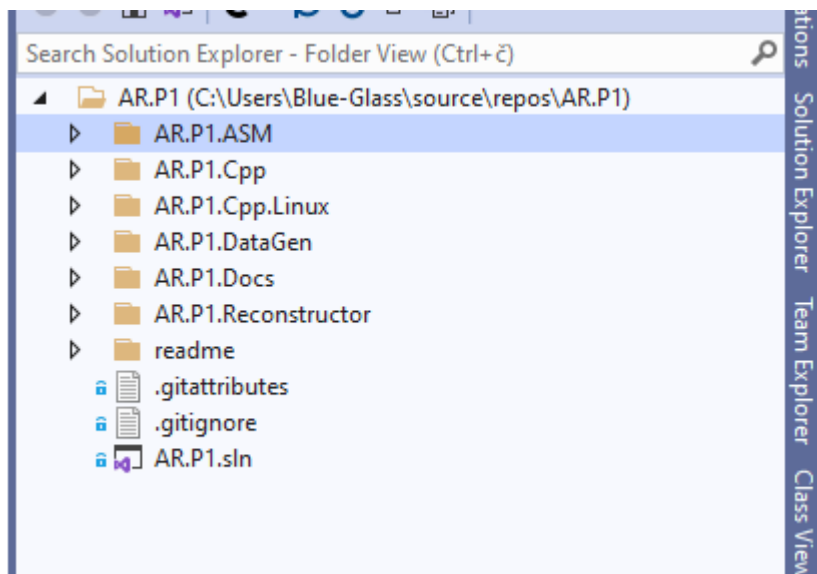 Search Solution Explorer - Folder View (Ctrl+č)
AR.P1 (C:\Users\Blue-Glass\source\repos\AR.P1)
AR.P1.ASM
AR.P1.Cpp
AR.P1.Cpp.Linux
AR.P1.DataGen
AR.P1.Docs
AR.P1.Reconstructor
readme
.gitattributes
.gitignore
AR.P1.sln
Solution Explorer
Team Explorer
Class View